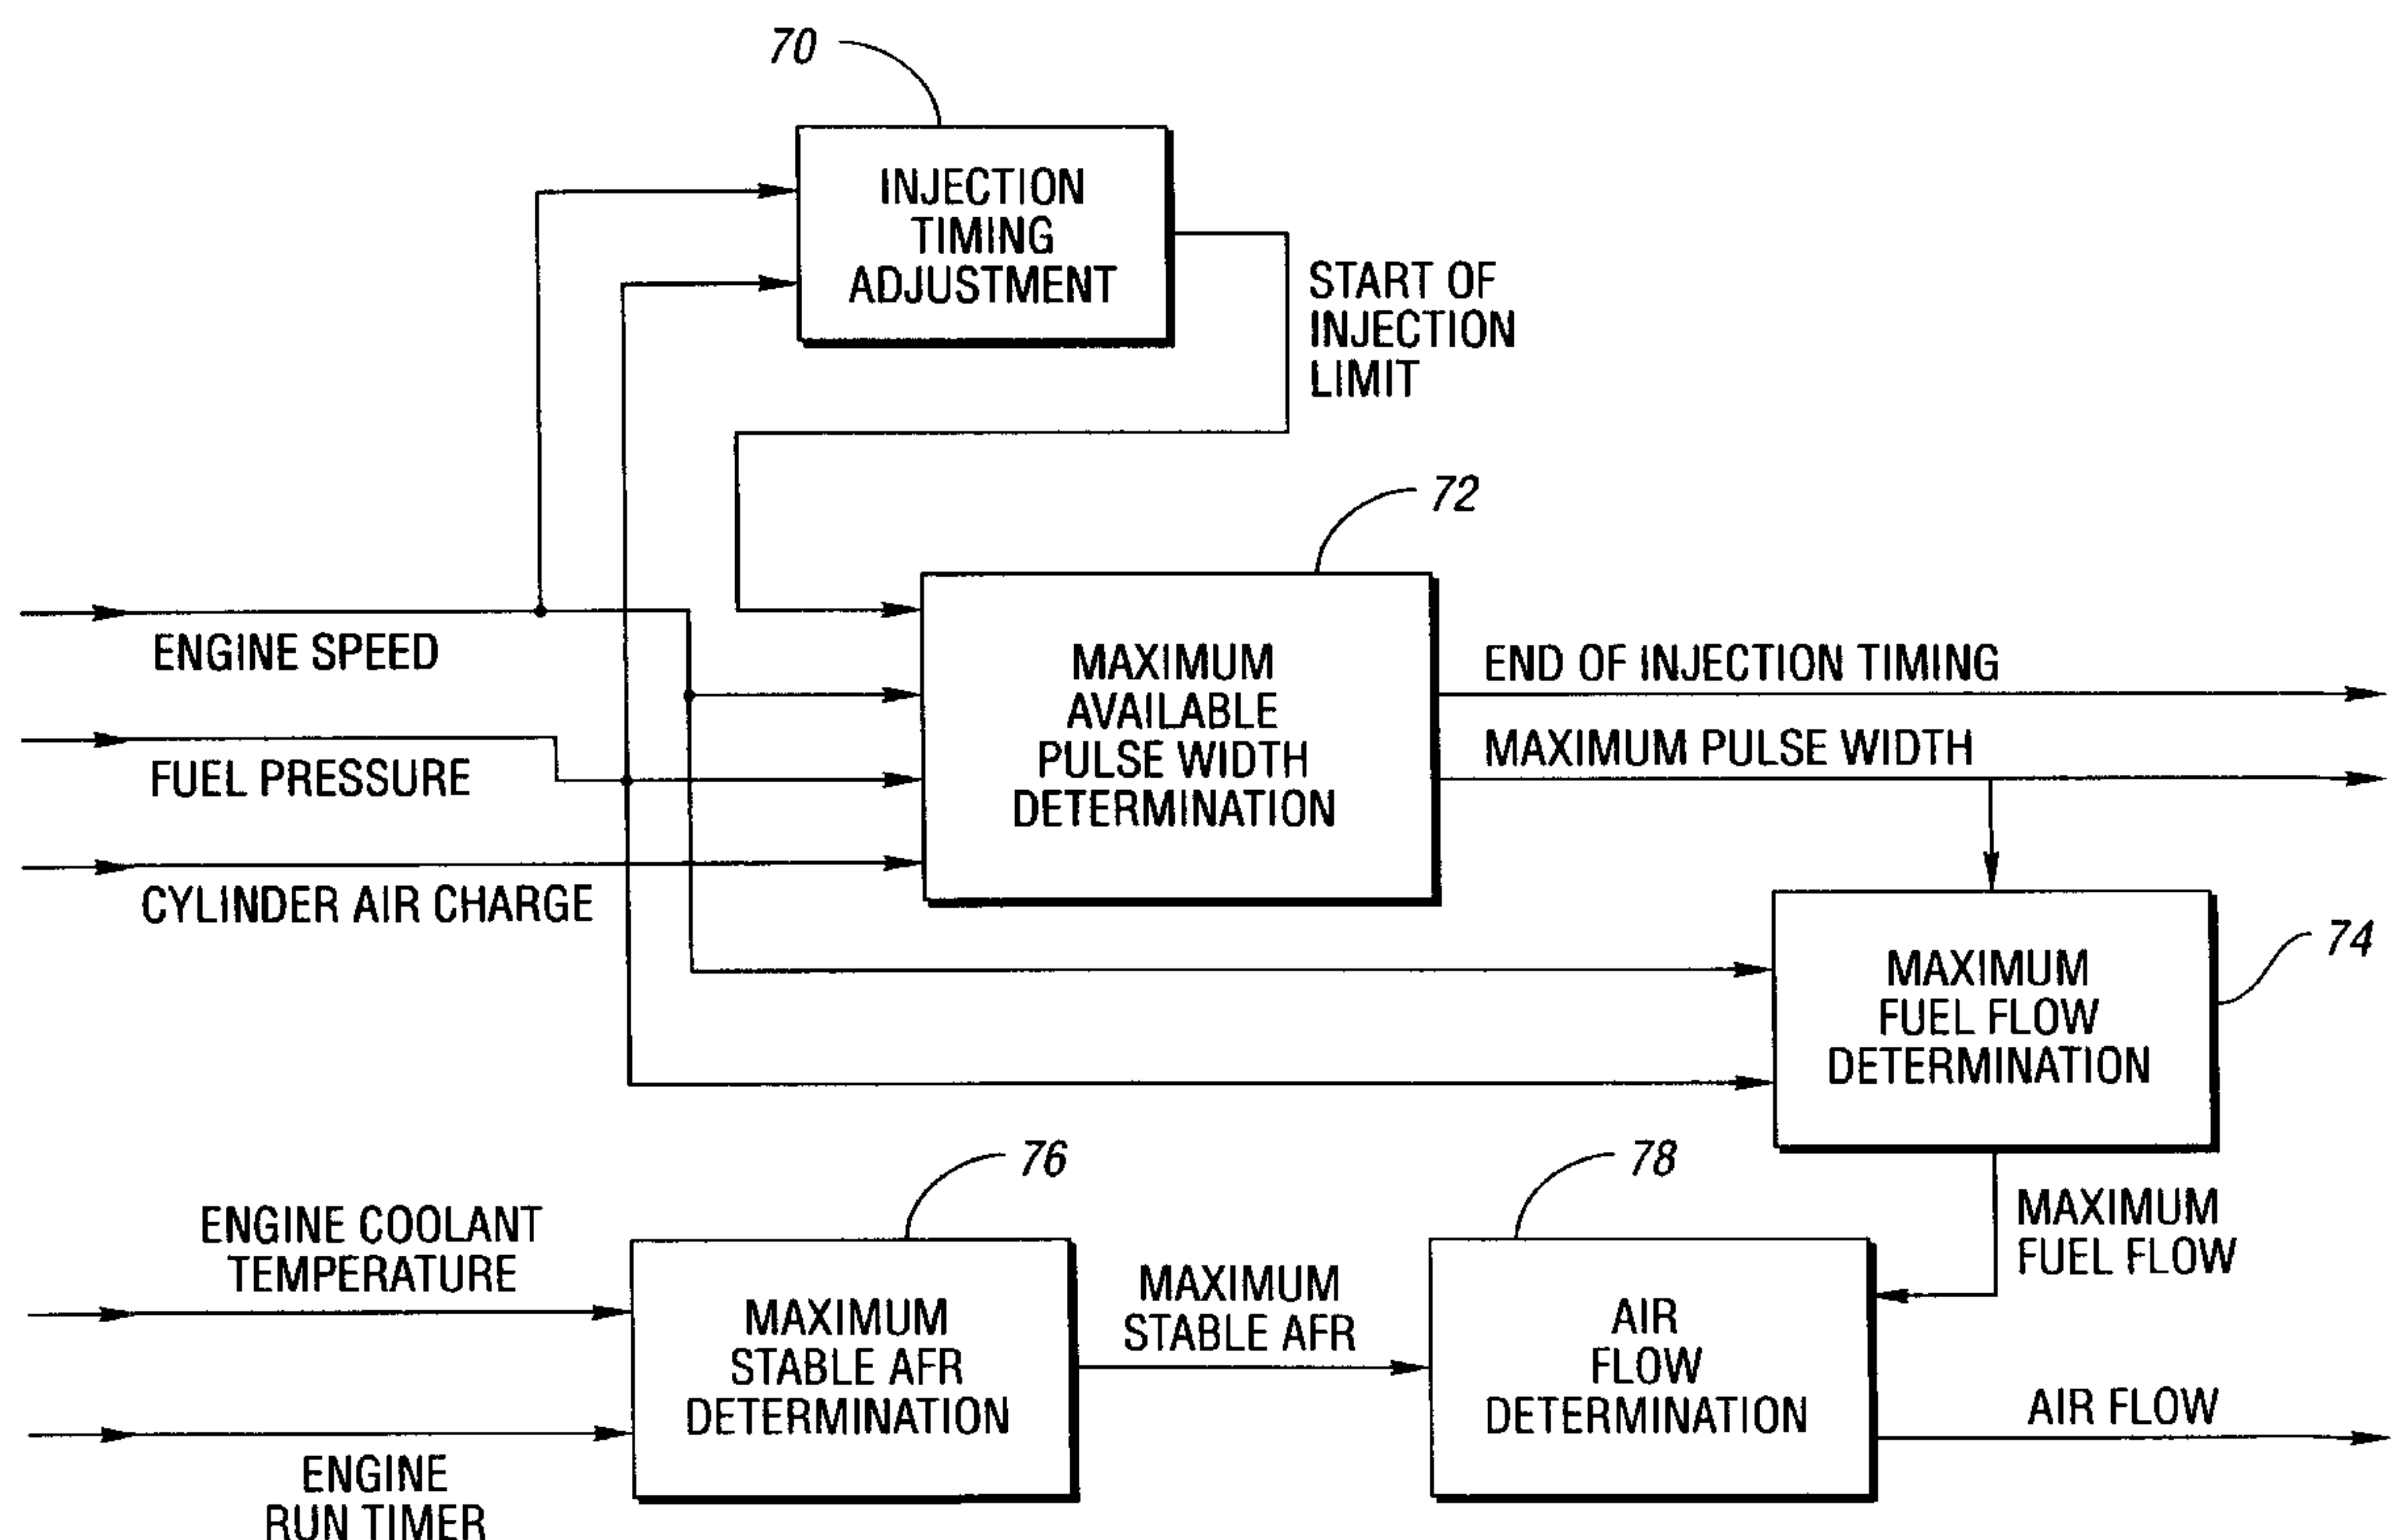 70
INJECTION
TIMING
ADJUSTMENT
START OF
INJECTION
LIMIT
72
ENGINE SPEED
FUEL PRESSURE
CYLINDER AIR CHARGE
MAXIMUM
AVAILABLE
PULSE WIDTH
DETERMINATION
END OF INJECTION TIMING
MAXIMUM PULSE WIDTH
74
MAXIMUM
FUEL FLOW
DETERMINATION
MAXIMUM
FUEL FLOW
76
78
ENGINE COOLANT
TEMPERATURE
ENGINE
RUN TIMER
MAXIMUM
STABLE AFR
DETERMINATION
MAXIMUM
STABLE AFR
AIR
FLOW
DETERMINATION
AIR FLOW